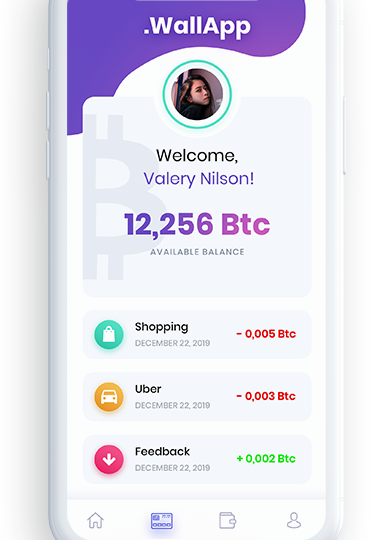 .WallApp
Welcome,
Valery Nilson!
12,256 Btc
AVAILABLE BALANCE
Shopping
DECEMBER 22, 2019
- 0,005 Btc
Uber
DECEMBER 22, 2019
- 0,003 Btc
Feedback
DECEMBER 22, 2019
+ 0,002 Btc